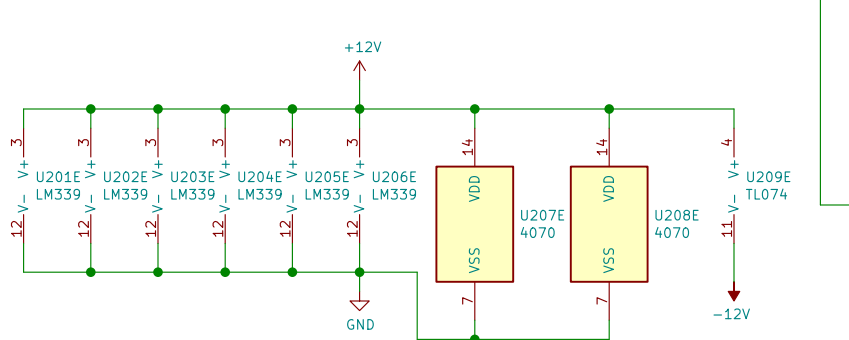 +12V
3 3 3 3 3 3 14 14 4
V+ V+ V+ V+ V+ V+ VDD VDD V+
U201E U202E U203E U204E U205E U206E U209E
LM339 LM339 LM339 LM339 LM339 LM339 TL074
V- V- V- V- V- V- V-
U207E U208E
4070 4070
12 12 12 12 12 12 11
VSS VSS
7 7
GND
-12V